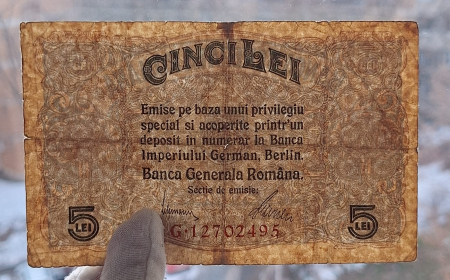 CINCI LEI
Emise pe baza unui privilegiu
special si acoperite printr'un
deposit in numerar la Banca
Imperiului German, Berlin.
Banca Generala Română.
Sectie de emisie:
5 LEI
5 LEI
G·12702495